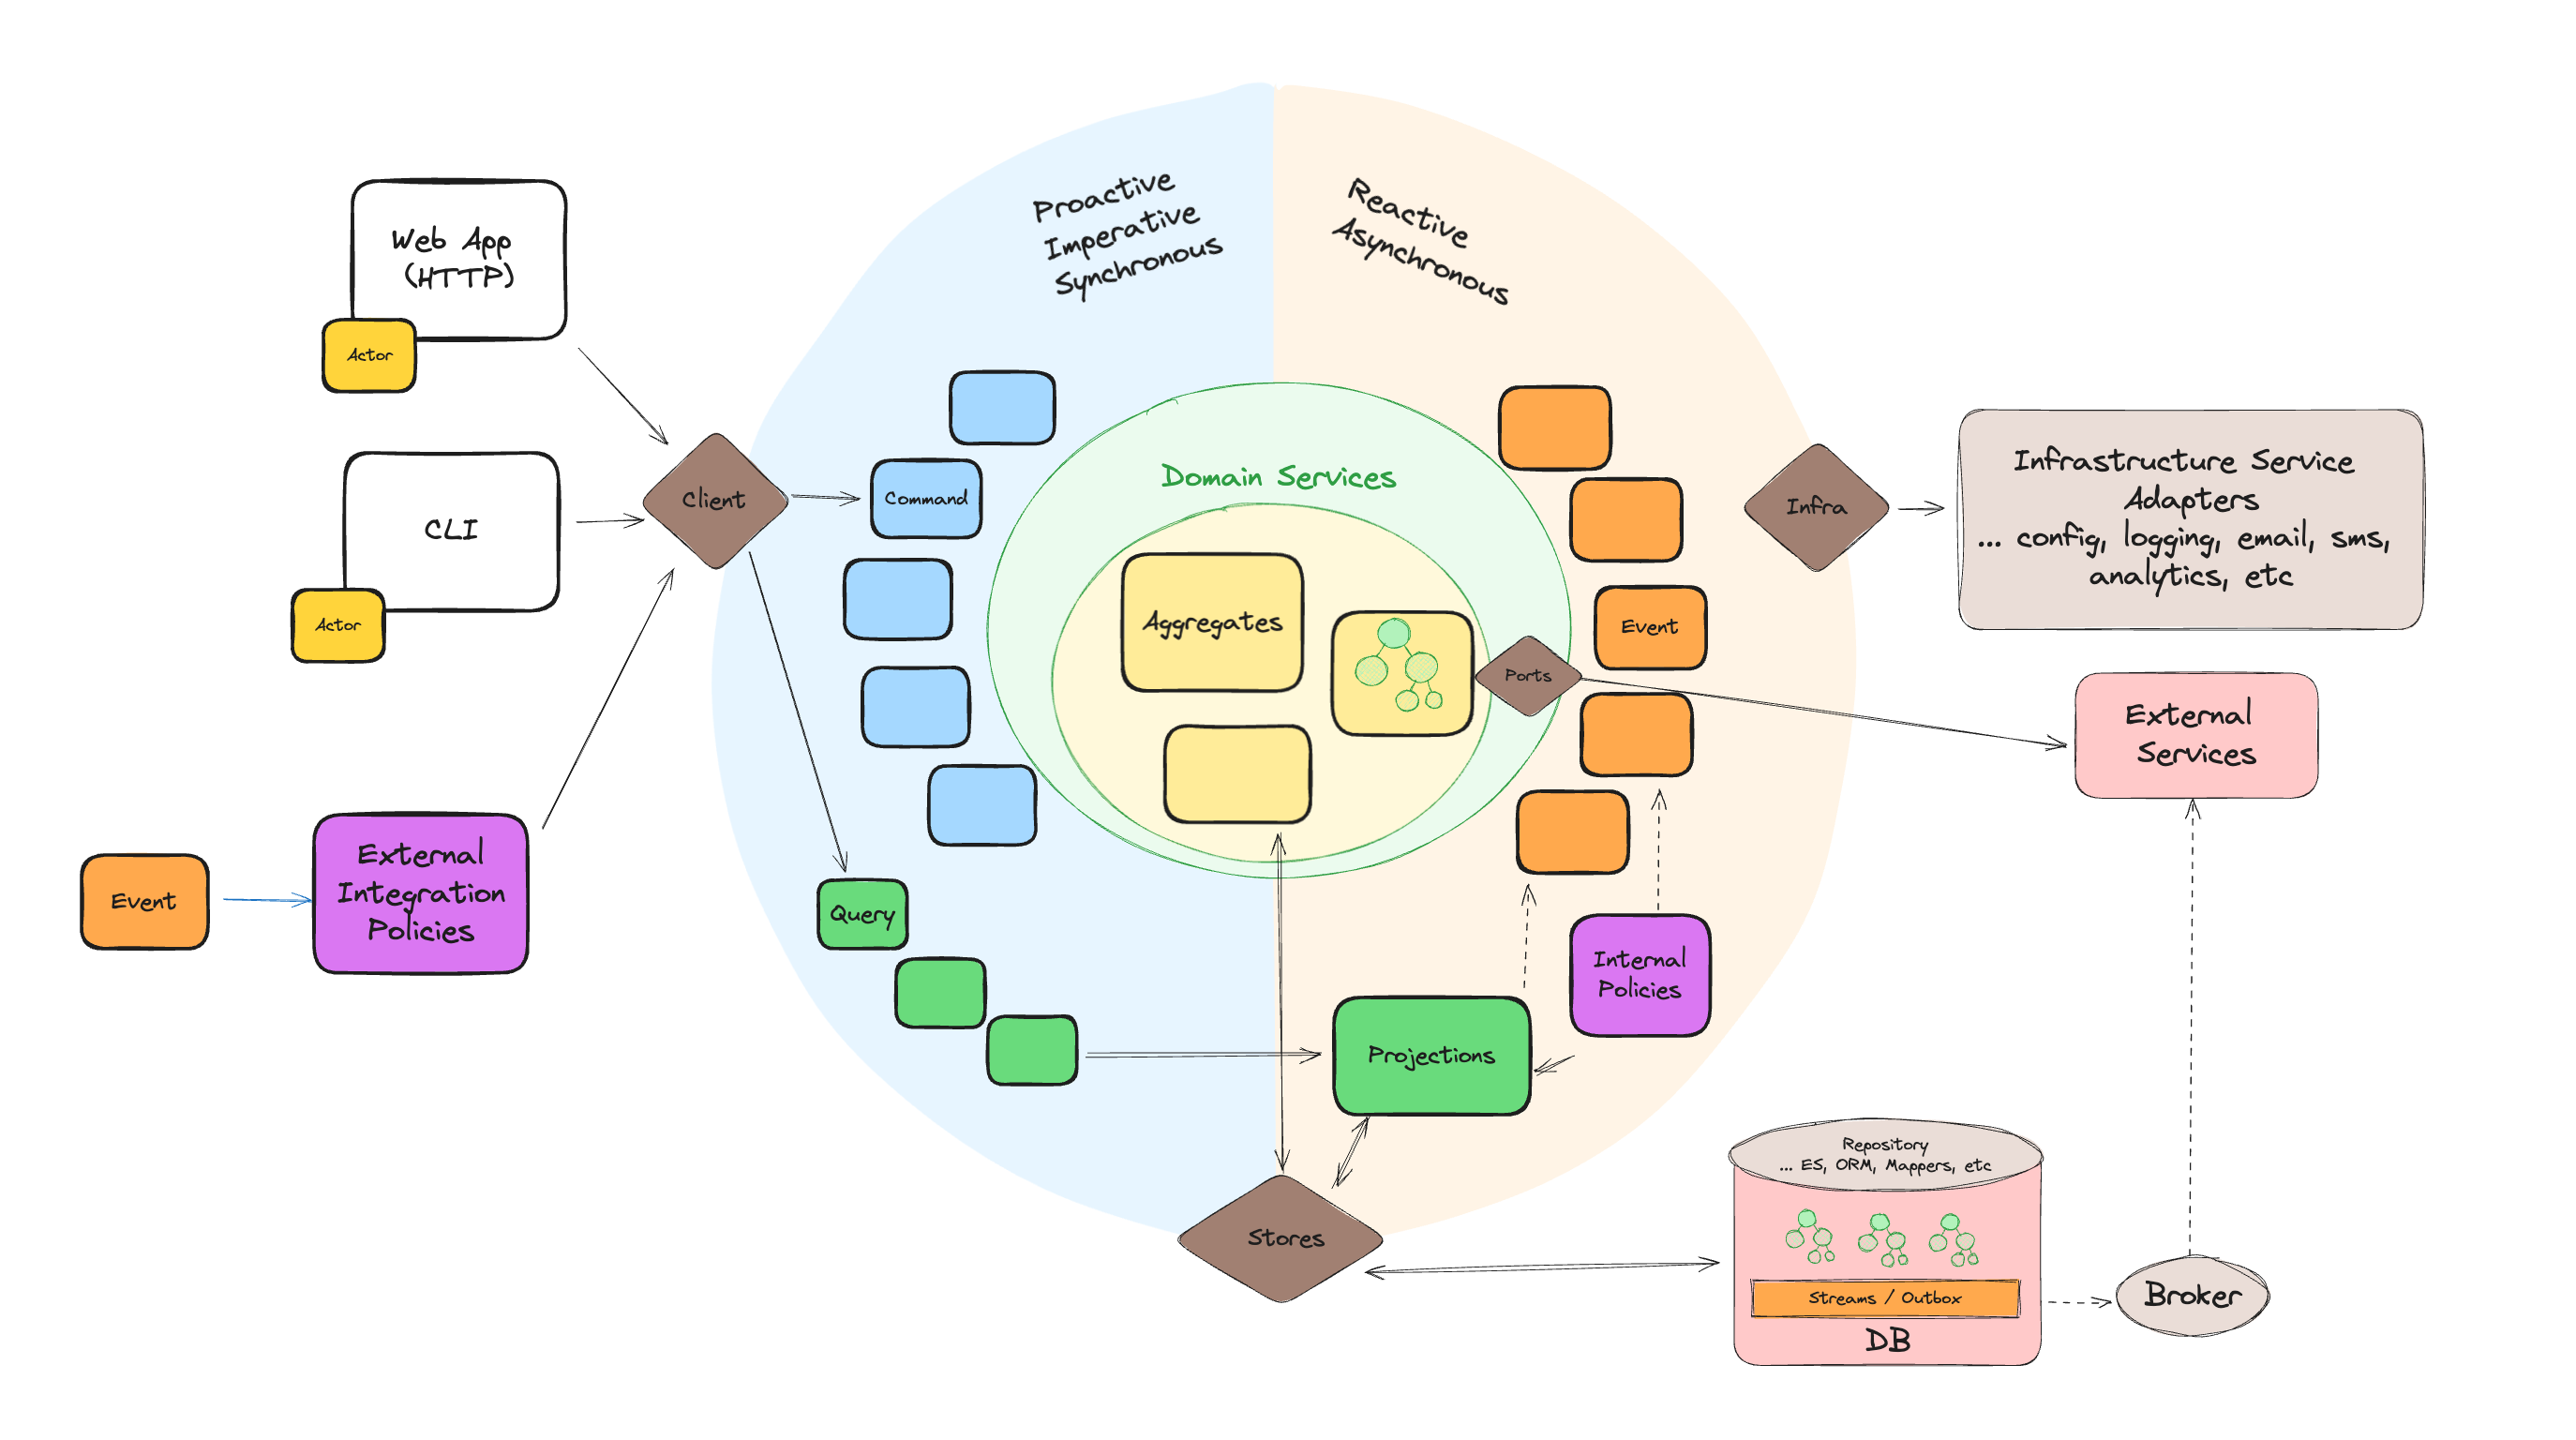 Proactive
Imperative
Synchronous
Reactive
Asynchronous
Web App
(HTTP)
Actor
CLI
Actor
Client
Command
Domain Services
Aggregates
Ports
Event
Infra
Infrastructure Service
Adapters
... config, logging, email, sms,
analytics, etc
External
Services
Event
External
Integration
Policies
Query
Internal
Policies
Projections
Stores
Repository
... ES, ORM, Mappers, etc
Streams / Outbox
DB
Broker